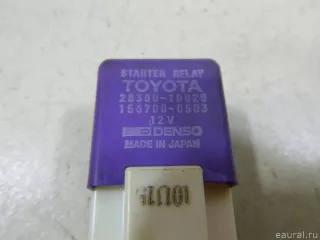 STARTER RELAY
TOYOTA
28300-10020
156700-0503
12V
DENSO
MADE IN JAPAN
eaural.ru